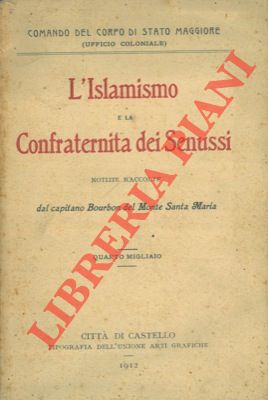 COMANDO DEL CORPO DI STATO MAGGIORE
(UFFICIO COLONIALE)
L'Islamismo
E LA
Confraternita dei Senussi
NOTIZIE RACCOLTE
dal capitano Bourbon del Monte Santa Maria
QUARTO MIGLIAIO
CITTÀ DI CASTELLO
TIPOGRAFIA DELL'UNIONE ARTI GRAFICHE
1912
LIBRERIA PIANI